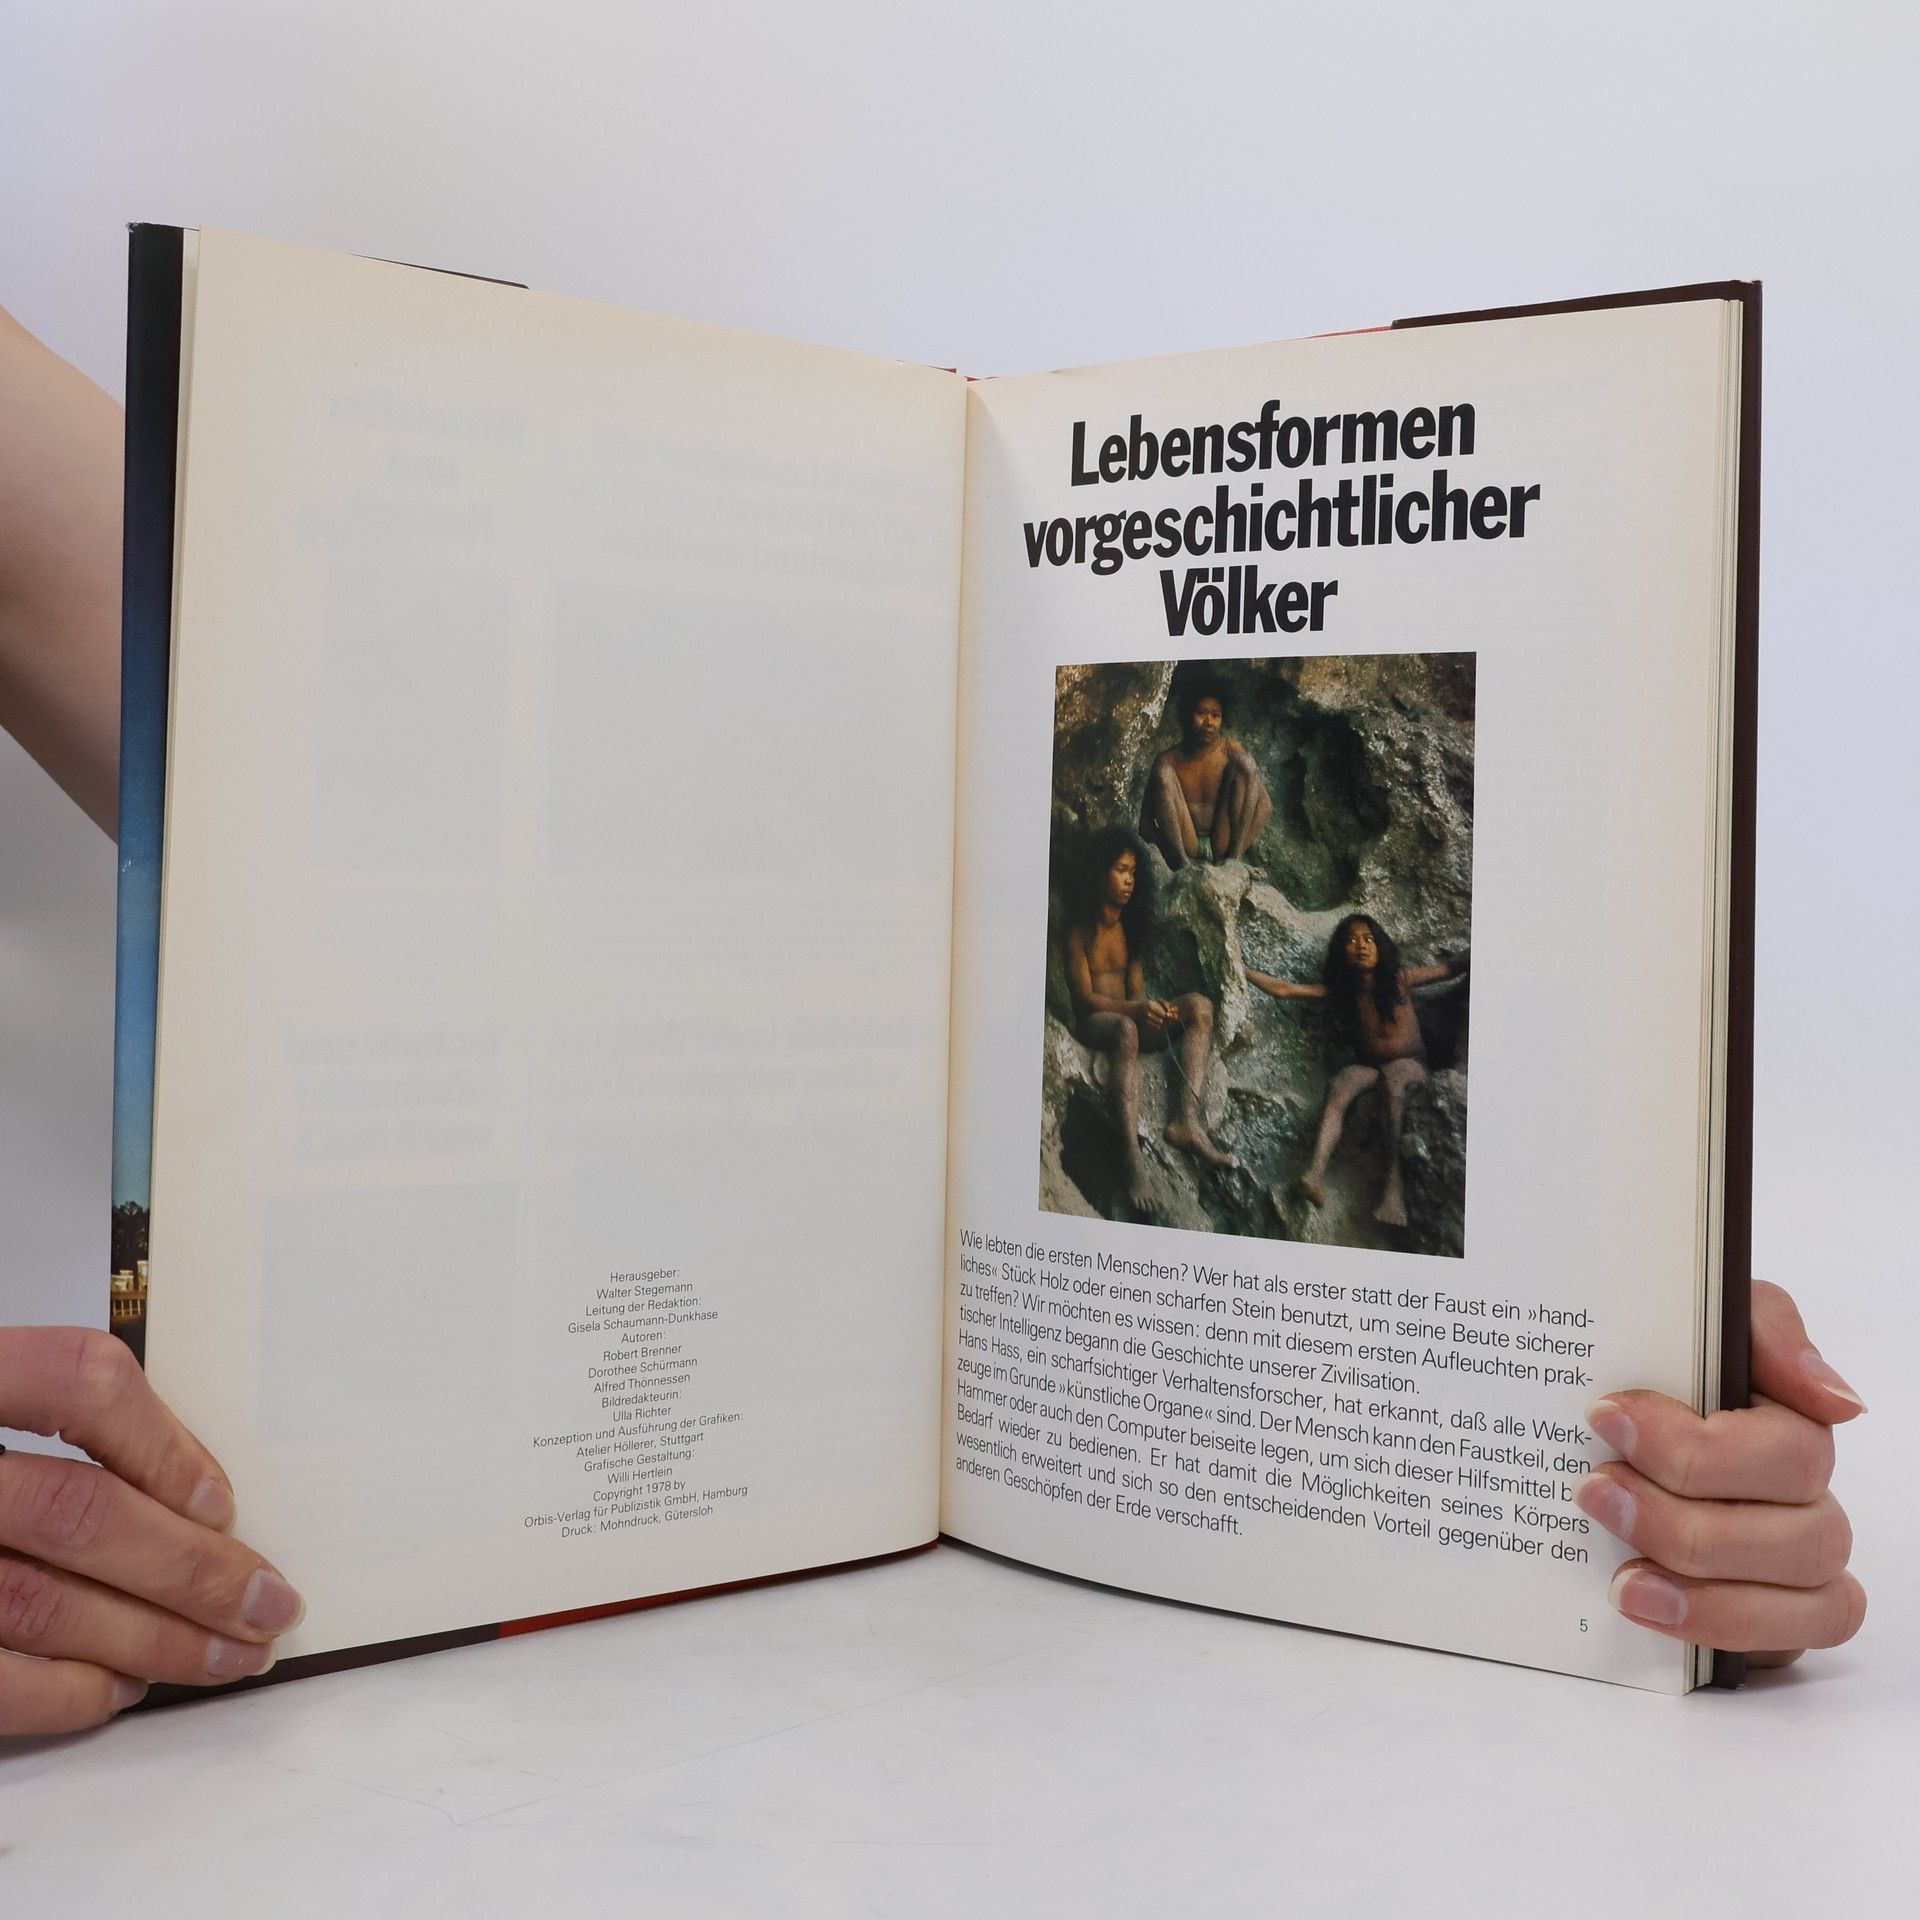 Herausgeber:
Walter Stegemann
Leitung der Redaktion:
Gisela Schaumann-Dunkhase
Autoren:
Robert Brenner
Dorothee Schürmann
Alfred Thönnessen
Bildredakteurin:
Ulla Richter
Konzeption und Ausführung der Grafiken:
Atelier Höllerer, Stuttgart
Grafische Gestaltung:
Willi Hertlein
Copyright 1978 by
Orbis-Verlag für Publizistik GmbH, Hamburg
Druck: Mohndruck, Gütersloh
Lebensformen
vorgeschichtlicher
Völker
Wie lebten die ersten Menschen? Wer hat als erster statt der Faust ein »hand-
liches« Stück Holz oder einen scharfen Stein benutzt, um seine Beute sicherer
zu treffen? Wir möchten es wissen: denn mit diesem ersten Aufleuchten prak-
tischer Intelligenz begann die Geschichte unserer Zivilisation.
Hans Hass, ein scharfsichtiger Verhaltensforscher, hat erkannt, daß alle Werk-
zeuge im Grunde »künstliche Organe« sind. Der Mensch kann den Faustkeil, den
Hammer oder auch den Computer beiseite legen, um sich dieser Hilfsmittel
Bedarf wieder zu bedienen. Er hat damit die Möglichkeiten seines Körpers
wesentlich erweitert und sich so den entscheidenden Vorteil gegenüber den
anderen Geschöpfen der Erde verschafft.
5